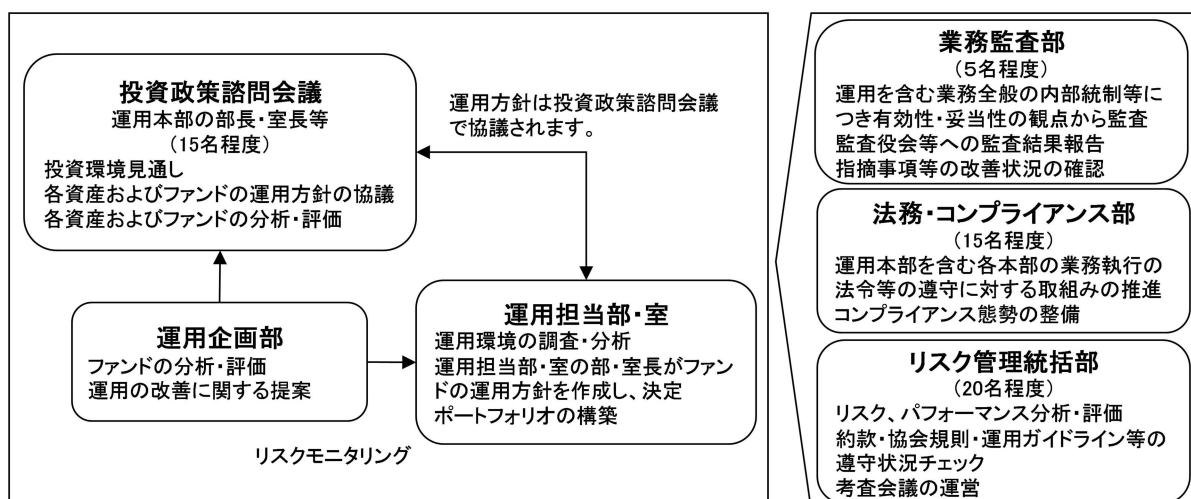 投資政策諮問会議
運用本部の部長・室長等
(15名程度)
投資環境見通し
各資産およびファンドの運用方針の協議
各資産およびファンドの分析・評価
運用方針は投資政策諮問会議
で協議されます。
運用企画部
ファンドの分析・評価
運用の改善に関する提案
運用担当部・室
運用環境の調査・分析
運用担当部・室の部・室長がファン
ドの運用方針を作成し、決定
ポートフォリオの構築
リスクモニタリング
業務監査部
(5名程度)
運用を含む業務全般の内部統制等に
つき有効性・妥当性の観点から監査
監査役会等への監査結果報告
指摘事項等の改善状況の確認
法務・コンプライアンス部
(15名程度)
運用本部を含む各本部の業務執行の
法令等の遵守に対する取組みの推進
コンプライアンス態勢の整備
リスク管理統括部
(20名程度)
リスク、パフォーマンス分析・評価
約款・協会規則・運用ガイドライン等の
遵守状況チェック
考査会議の運営